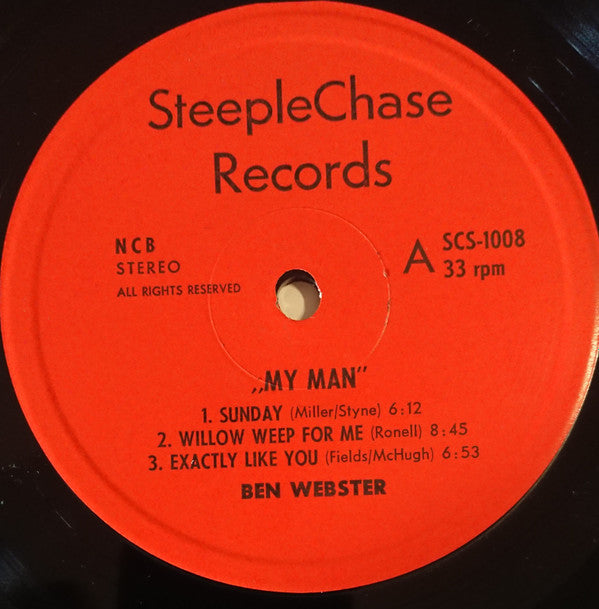 SteepleChase
Records
NCB
STEREO
ALL RIGHTS RESERVED
A
SCS-1008
33 rpm
„MY MAN"
1. SUNDAY (Miller/Styne) 6:12
2. WILLOW WEEP FOR ME (Ronell) 8:45
3. EXACTLY LIKE YOU (Fields/McHugh) 6:53
BEN WEBSTER